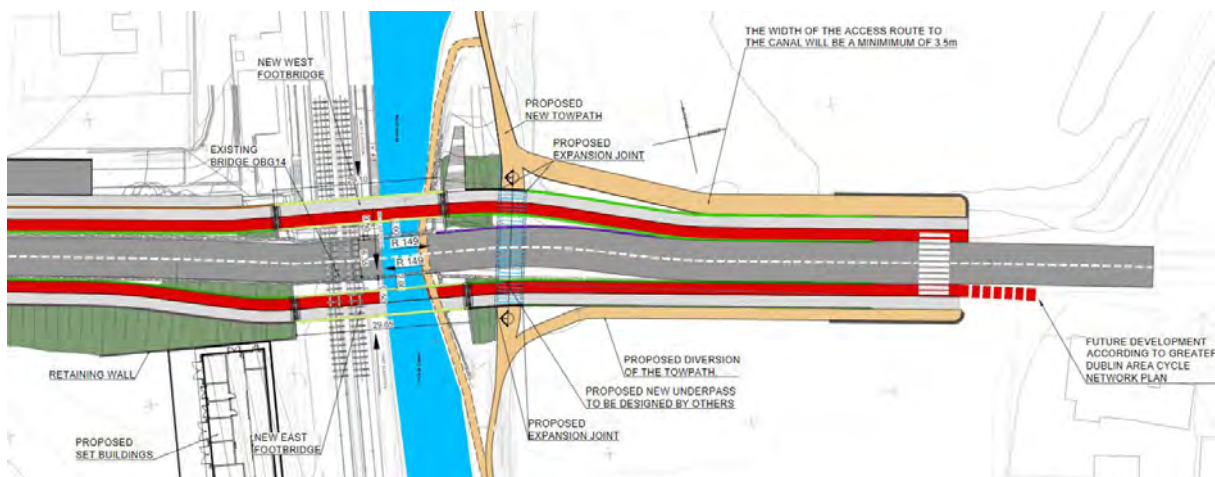 THE WIDTH OF THE ACCESS ROUTE TO
THE CANAL WILL BE A MINIMIMUM OF 3.5m
NEW WEST
FOOTBRIDGE
PROPOSED
NEW TOWPATH
PROPOSED
EXPANSION JOINT
EXISTING
BRIDGE OBG14
R 149
R 149
29.65
RETAINING WALL
PROPOSED DIVERSION
OF THE TOWPATH.
FUTURE DEVELOPMENT
ACCORDING TO GREATER
DUBLIN AREA CYCLE
NETWORK PLAN
PROPOSED NEW UNDERPASS
TO BE DESIGNED BY OTHERS
PROPOSED
SET BUILDINGS
NEW EAST
FOOTBRIDGE
PROPOSED
EXPANSION JOINT